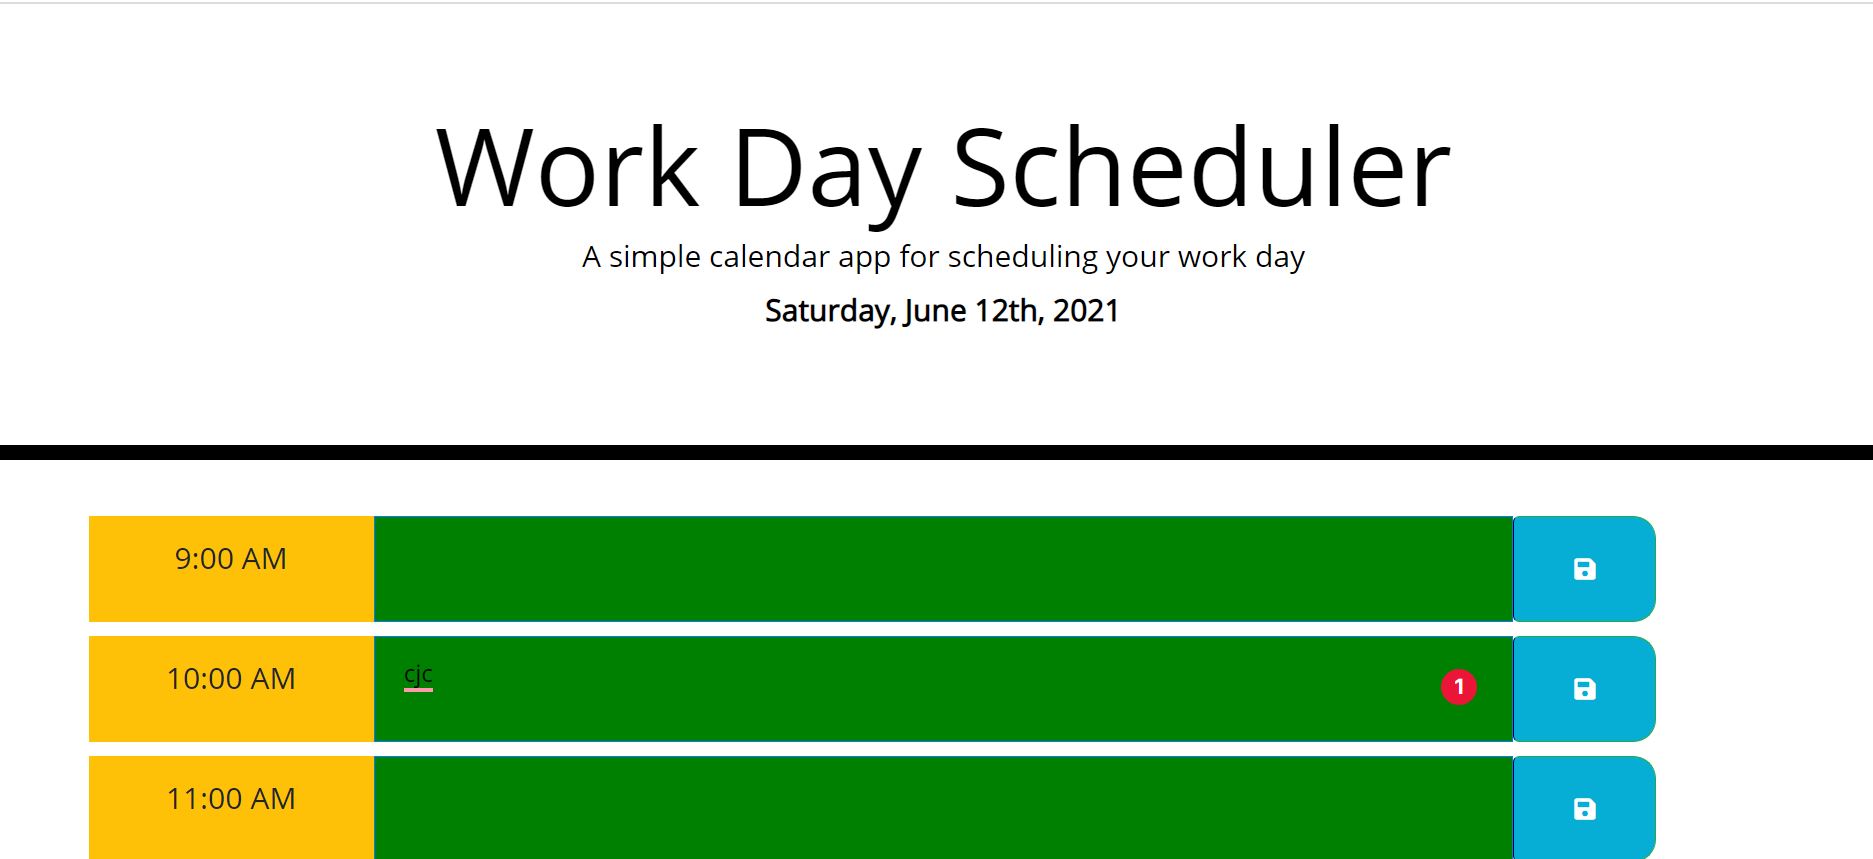 Work Day Scheduler
A simple calendar app for scheduling your work day
Saturday, June 12th, 2021
9:00 AM
10:00 AM cjc 1
11:00 AM